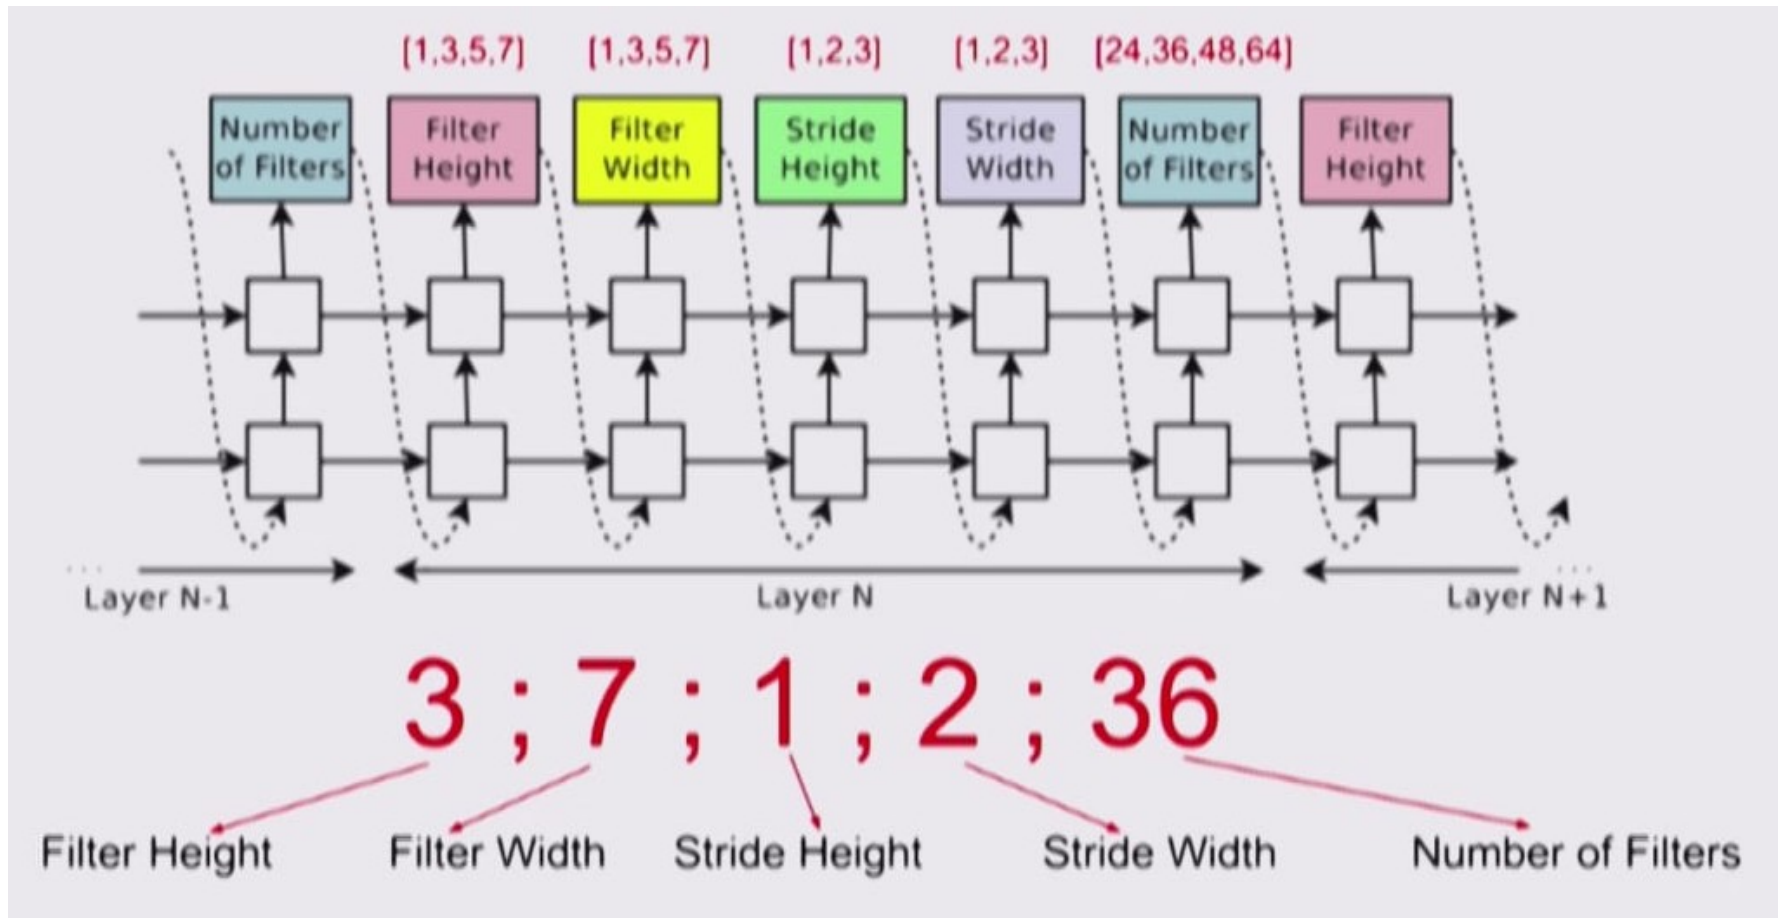 [1,3,5,7] [1,3,5,7] [1,2,3] [1,2,3] [24,36,48,64]
Number of Filters
Filter Height
Filter Width
Stride Height
Stride Width
Number of Filters
Filter Height
... ...
Layer N-1 Layer N Layer N+1
3 ; 7 ; 1 ; 2 ; 36
Filter Height Filter Width Stride Height Stride Width Number of Filters